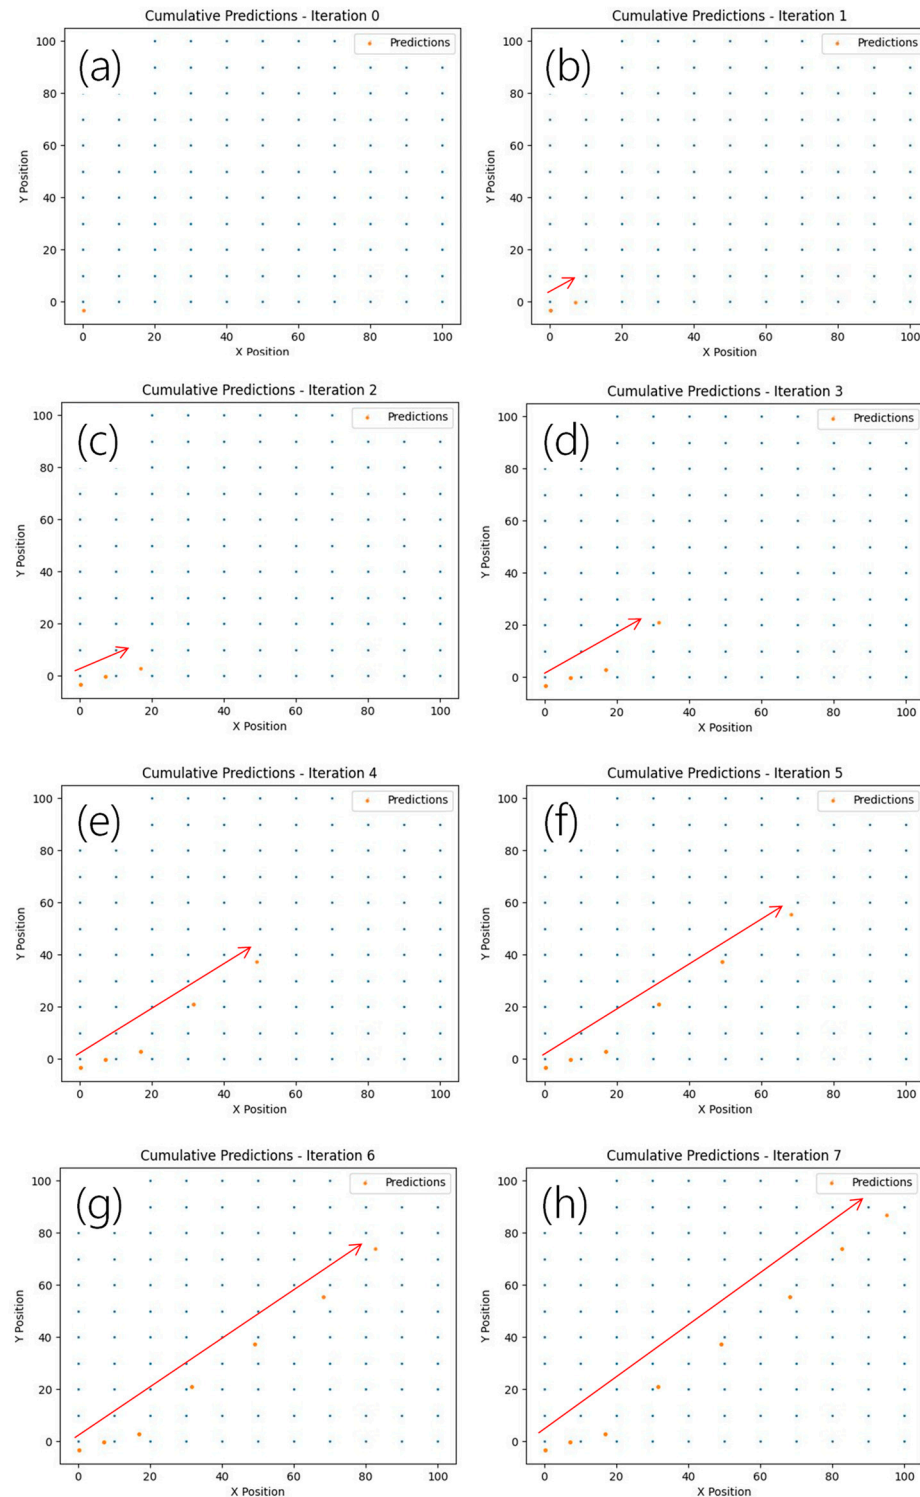 Cumulative Predictions - Iteration 0
(a)
Predictions
Y Position
100
80
60
40
20
0
0 20 40 60 80 100
X Position
Cumulative Predictions - Iteration 1
(b)
Predictions
Y Position
100
80
60
40
20
0
0 20 40 60 80 100
X Position
Cumulative Predictions - Iteration 2
(c)
Predictions
Y Position
100
80
60
40
20
0
0 20 40 60 80 100
X Position
Cumulative Predictions - Iteration 3
(d)
Predictions
Y Position
100
80
60
40
20
0
0 20 40 60 80 100
X Position
Cumulative Predictions - Iteration 4
(e)
Predictions
Y Position
100
80
60
40
20
0
0 20 40 60 80 100
X Position
Cumulative Predictions - Iteration 5
(f)
Predictions
Y Position
100
80
60
40
20
0
0 20 40 60 80 100
X Position
Cumulative Predictions - Iteration 6
(g)
Predictions
Y Position
100
80
60
40
20
0
0 20 40 60 80 100
X Position
Cumulative Predictions - Iteration 7
(h)
Predictions
Y Position
100
80
60
40
20
0
0 20 40 60 80 100
X Position